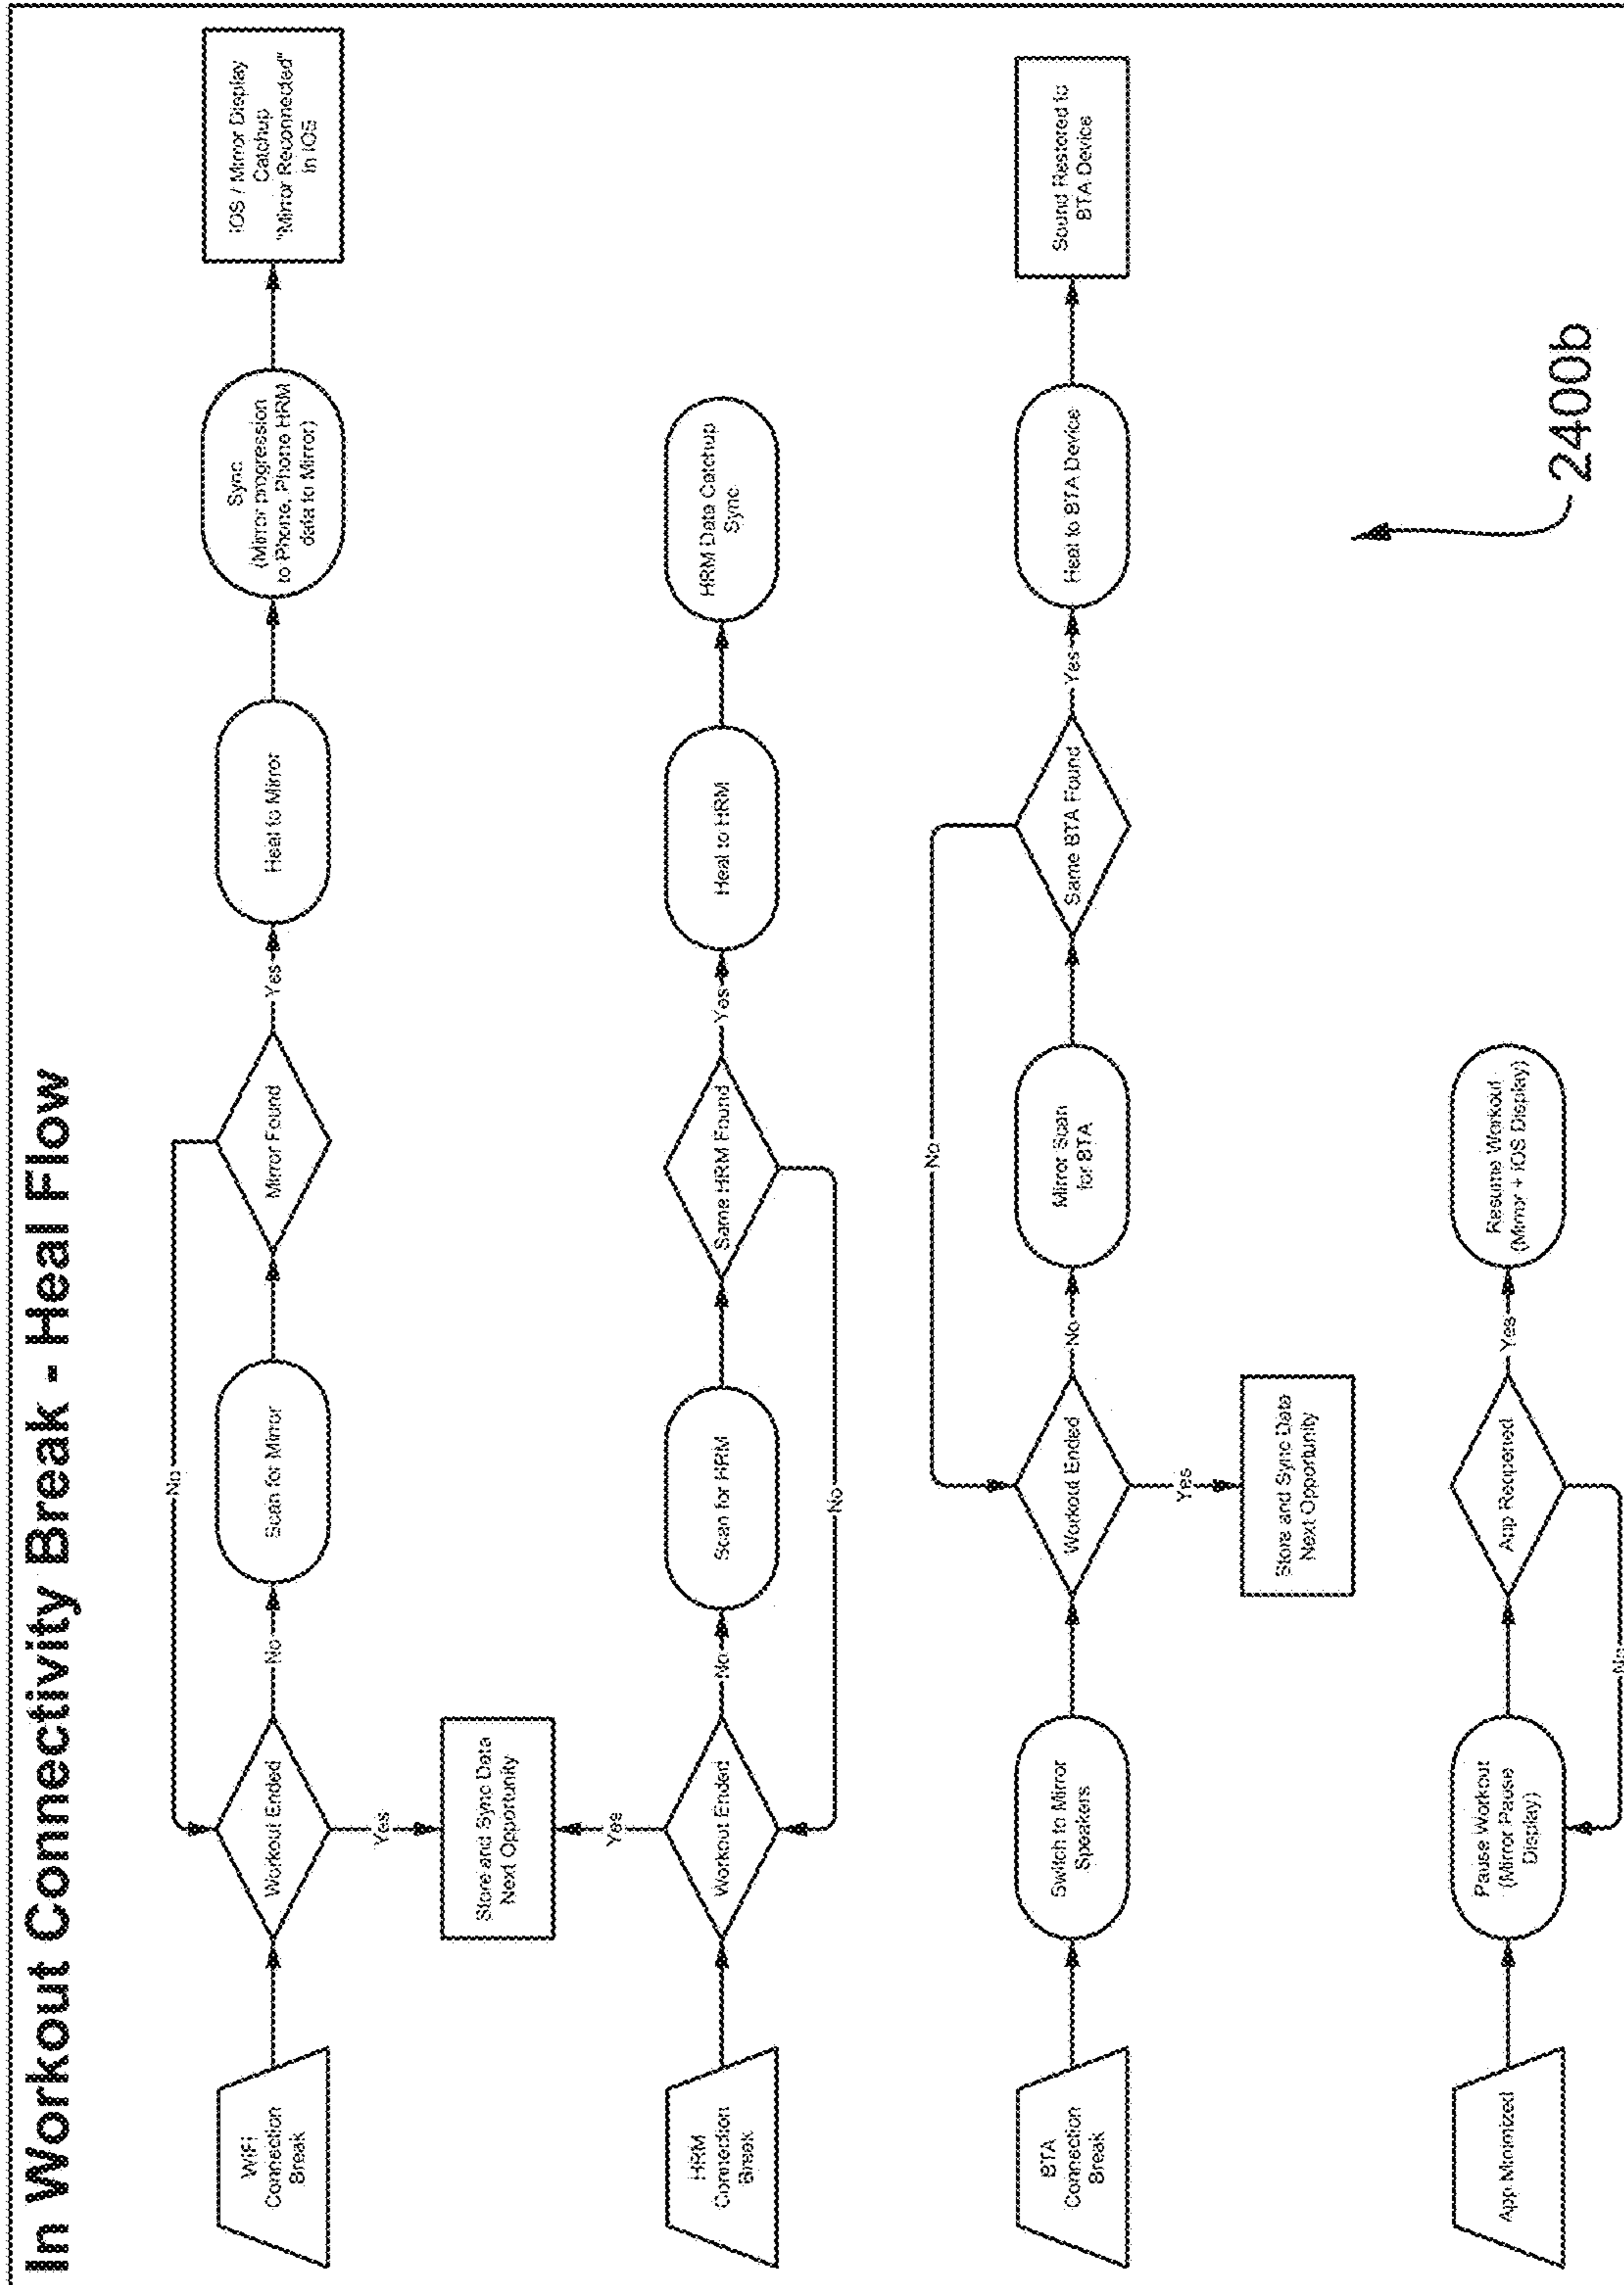 In Workout Connectivity Break - Heal Flow
WiFi
Connection
Break
Workout Ended
No
Scan for Mirror
Mirror Found
No
Yes
Heal to Mirror
Sync
(Mirror progression
to Phone, Phone HRM
data to Mirror)
iOS / Mirror Display
Catchup
"Mirror Reconnected"
in iOS
Yes
Store and Sync Data
Next Opportunity
Yes
HRM
Connection
Break
Workout Ended
No
Scan for HRM
Same HRM Found
No
Yes
Heal to HRM
HRM Data Catchup
Sync
BTA
Connection
Break
Switch to Mirror
Speakers
Workout Ended
No
Mirror Scan
for BTA
Same BTA Found
No
Yes
Heal to BTA Device
Sound Restored to
BTA Device
Yes
Store and Sync Data
Next Opportunity
App Minimized
Pause Workout
(Mirror Pause
Display)
App Reopened
No
Yes
Resume Workout
(Mirror + iOS Display)
2400b